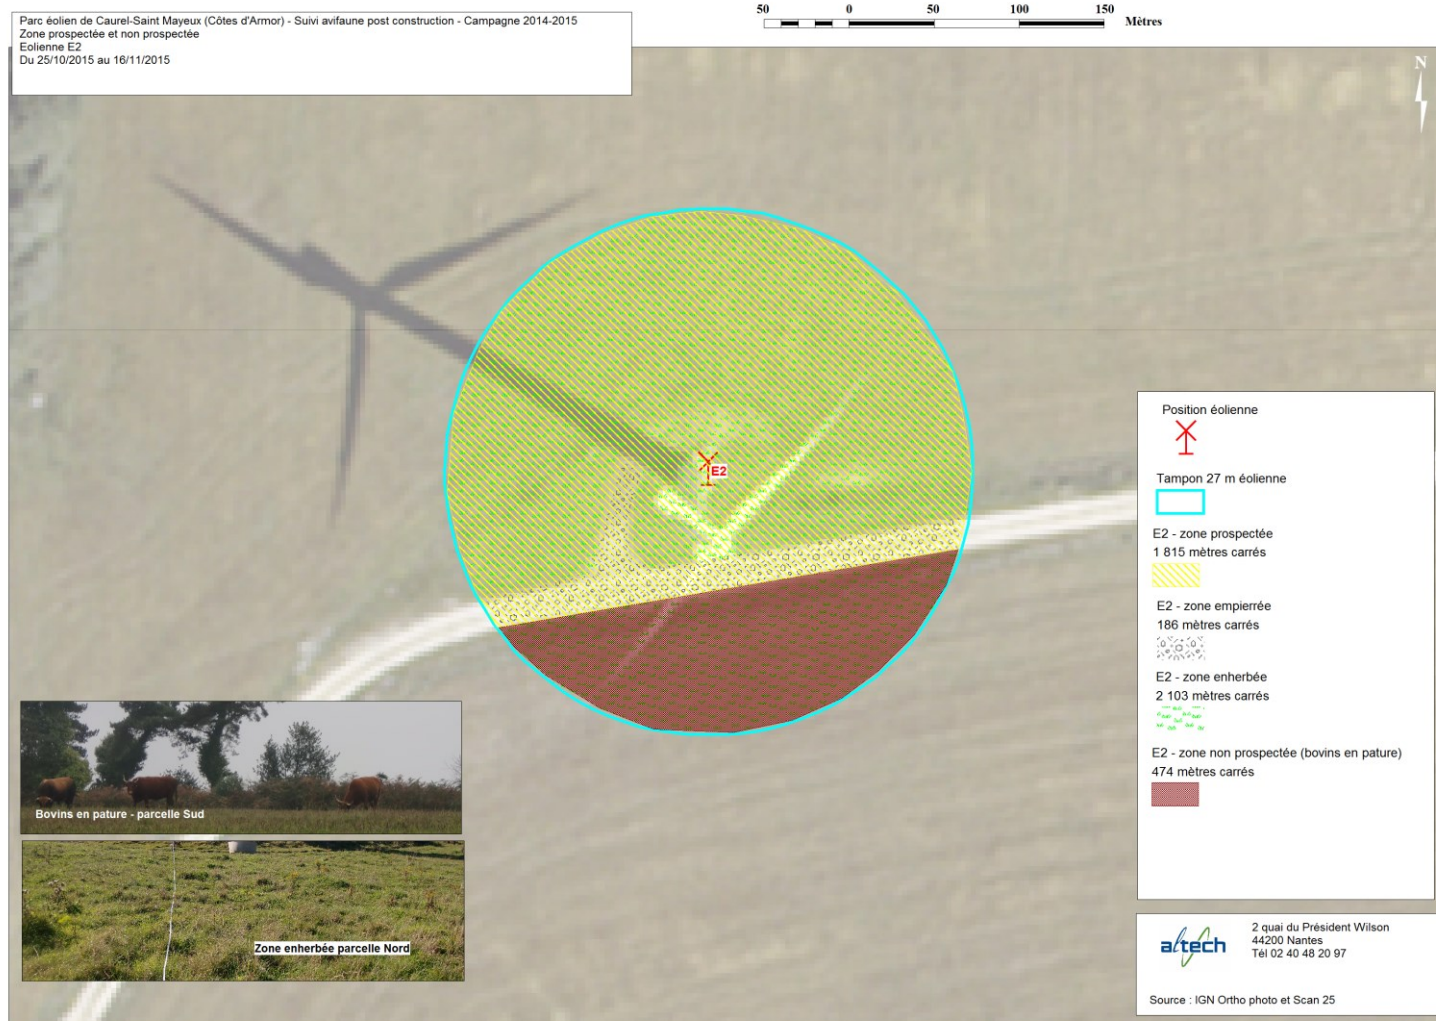 Parc éolien de Caurel-Saint Mayeux (Côtes d'Armor) - Suivi avifaune post construction - Campagne 2014-2015
Zone prospectée et non prospectée
Eolienne E2
Du 25/10/2015 au 16/11/2015
50 0 50 100 150 Mètres
N
E2
Position éolienne
Tampon 27 m éolienne
E2 - zone prospectée
1 815 mètres carrés
E2 - zone empierrée
186 mètres carrés
E2 - zone enherbée
2 103 mètres carrés
E2 - zone non prospectée (bovins en pature)
474 mètres carrés
Bovins en pature - parcelle Sud
Zone enherbée parcelle Nord
altech
2 quai du Président Wilson
44200 Nantes
Tél 02 40 48 20 97
Source : IGN Ortho photo et Scan 25